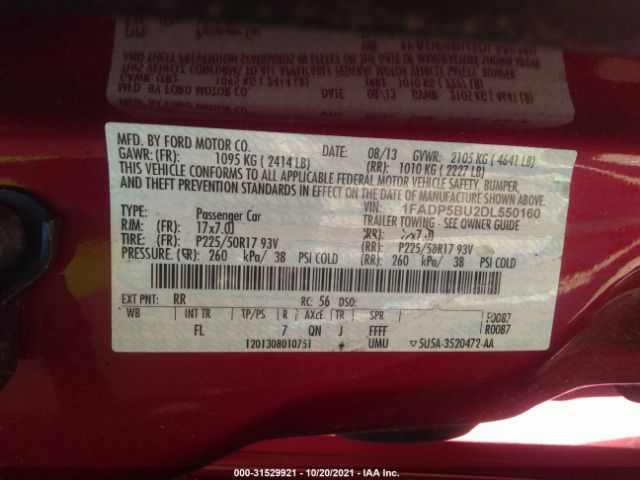 MFD. BY FORD MOTOR CO.
DATE: 08/13 GVWR: 2105 KG ( 4641 LB)
GAWR: (FR): 1095 KG ( 2414 LB) (RR): 1010 KG ( 2227 LB)
THIS VEHICLE CONFORMS TO ALL APPLICABLE FEDERAL MOTOR VEHICLE SAFETY, BUMPER,
AND THEFT PREVENTION STANDARDS IN EFFECT ON THE DATE OF MANUFACTURE SHOWN ABOVE.
VIN: 1FADP5BU2DL550160
TYPE: Passenger Car TRAILER TOWING - SEE OWNER GUIDE
RIM: (FR): 17x7.0J (RR):
TIRE: P225/50R17 93V P225/50R17 93V
PRESSURE: (FR): 260 kPa/ 38 PSI COLD (RR): 260 kPa/ 38 PSI COLD
EXT PNT: RR RC: 56 DSO:
WB INT TR TP/PS R AXLE TR SPR F0087
FL 7 QN J FFFF R0087
1201308010751 * UMU ▽5U5A-3520472-AA
000-31529921 - 10/20/2021 - IAA Inc.